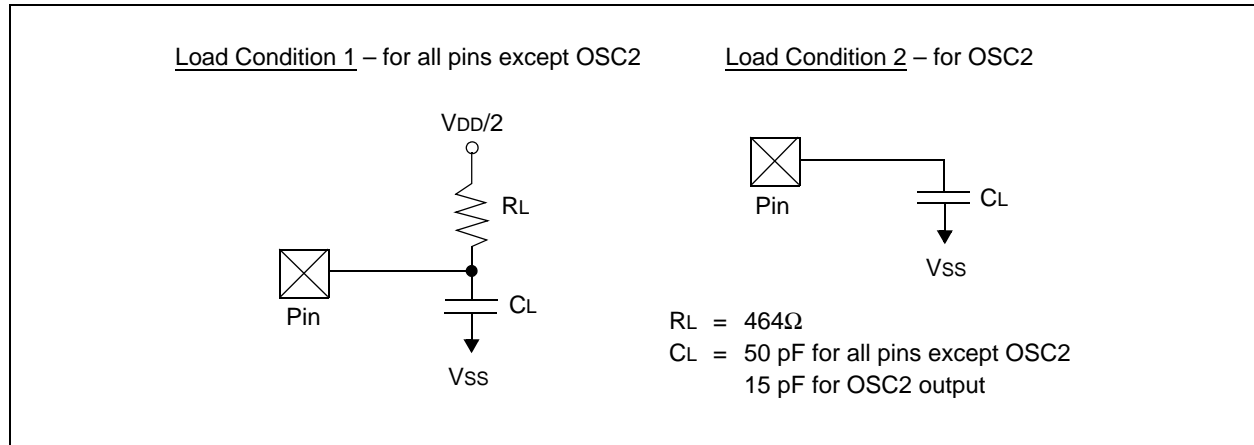 Load Condition 1 – for all pins except OSC2
VDD/2
RL
Pin
CL
VSS
Load Condition 2 – for OSC2
Pin
CL
VSS
RL = 464Ω
CL = 50 pF for all pins except OSC2
15 pF for OSC2 output